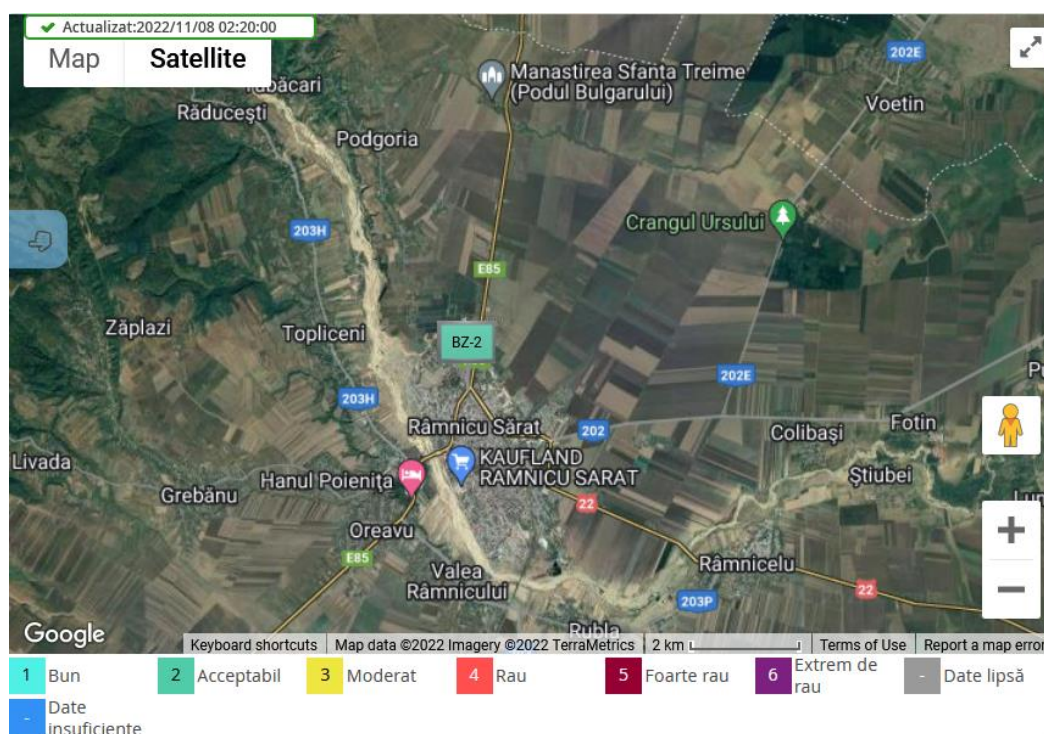 Actualizat:2022/11/08 02:20:00
Map Satellite
Răducești
Podgoria
Manastirea Sfanta Treime
(Podul Bulgarului)
202E
Voetin
Crangul Ursului
203H
E85
Zăplazi
Topliceni
BZ-2
202E
203H
Râmnicu Sărat
202
Colibași
Fotin
Livada
KAUFLAND
RAMNICU SARAT
Hanul Poienița
Grebănu
Știubei
22
Oreavu
E85
Valea
Râmnicului
Râmnicelu
22
203P
Rubla
Google
Keyboard shortcuts Map data ©2022 Imagery ©2022 TerraMetrics 2 km Terms of Use Report a map error
1 Bun 2 Acceptabil 3 Moderat 4 Rau 5 Foarte rau 6 Extrem de
rau - Date lipsă
- Date
insuficiente